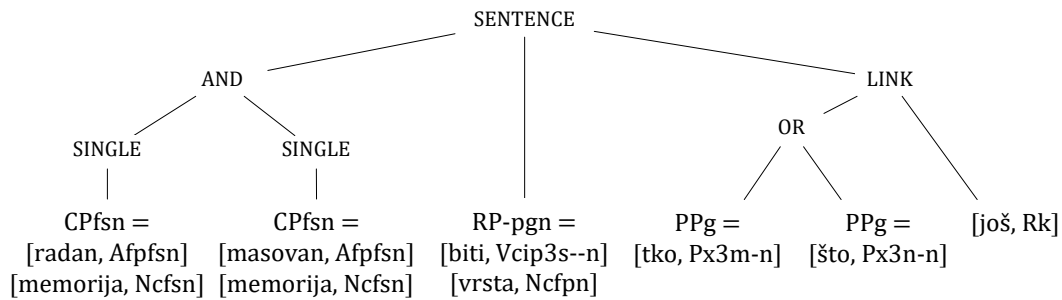 SENTENCE
AND LINK
OR
SINGLE SINGLE
CPfsn = CPfsn = RP-pgn = PPg = PPg = [još, Rk]
[radan, Afpfsn] [masovan, Afpfsn] [biti, Vcip3s--n] [tko, Px3m-n] [što, Px3n-n]
[memorija, Ncfsn] [memorija, Ncfsn] [vrsta, Ncfpn]